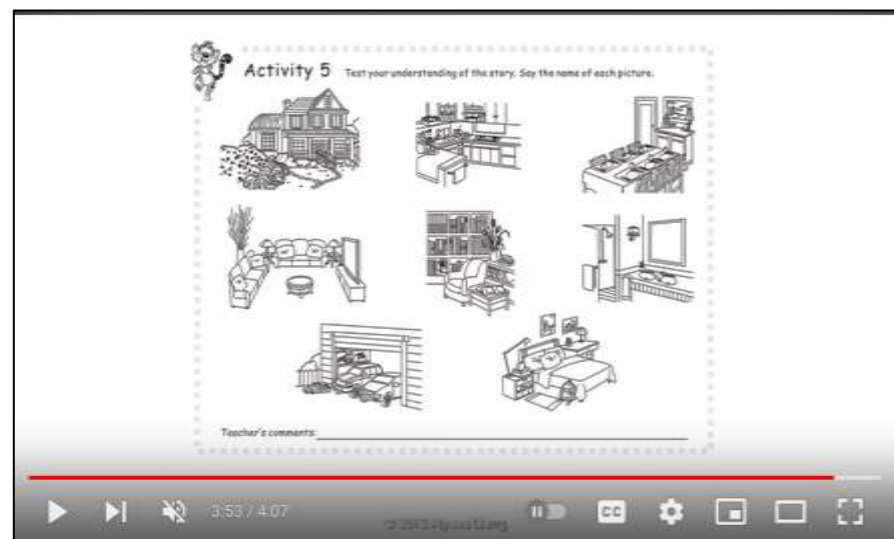 Activity 5 Test your understanding of the story. Say the name of each picture.
Teacher's comments:
3:53 / 4:07
CC